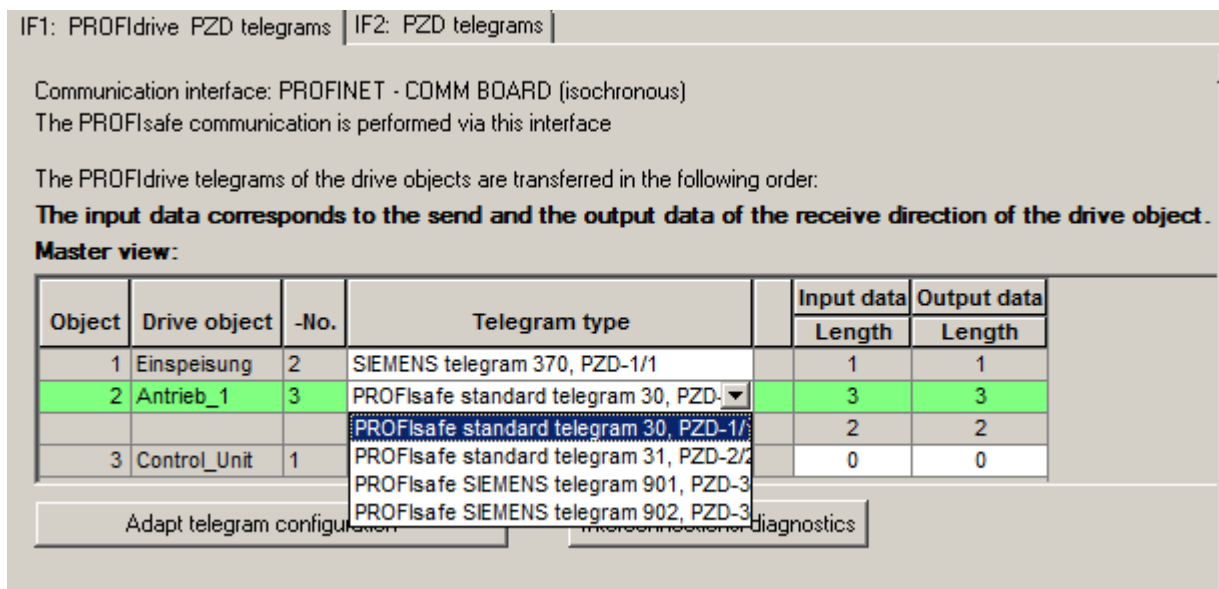 IF1: PROFIdrive PZD telegrams IF2: PZD telegrams
Communication interface: PROFINET - COMM BOARD (isochronous)
The PROFIsafe communication is performed via this interface
The PROFIdrive telegrams of the drive objects are transferred in the following order:
The input data corresponds to the send and the output data of the receive direction of the drive object.
Master view:
Object Drive object -No. Telegram type Input data Output data
Length Length
1 Einspeisung 2 SIEMENS telegram 370, PZD-1/1 1 1
2 Antrieb_1 3 PROFIsafe standard telegram 30, PZD- 3 3
PROFIsafe standard telegram 30, PZD-1/ 2 2
3 Control_Unit 1 PROFIsafe standard telegram 31, PZD-2/2 0 0
PROFIsafe SIEMENS telegram 901, PZD-3
PROFIsafe SIEMENS telegram 902, PZD-3
Adapt telegram diagnostics